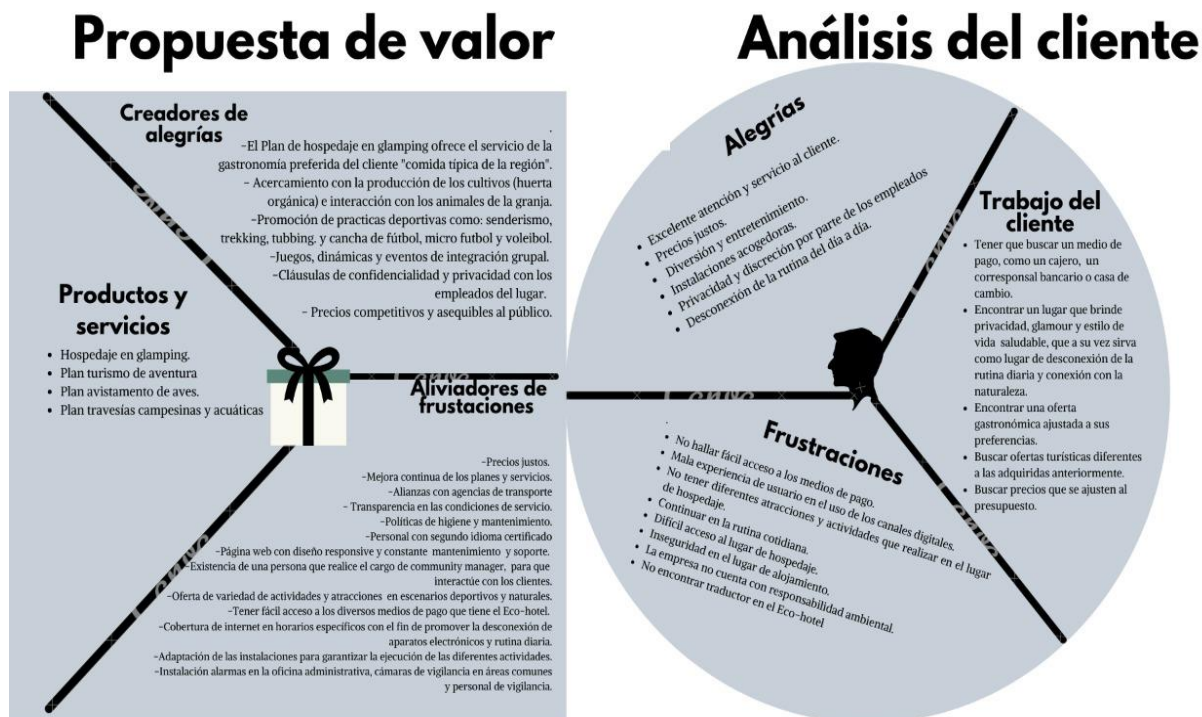 Propuesta de valor
Creadores de
alegrías
-El Plan de hospedaje en glamping ofrece el servicio de la
gastronomía preferida del cliente "comida típica de la región".
- Acercamiento con la producción de los cultivos (huerta
orgánica) e interacción con los animales de la granja.
-Promoción de practicas deportivas como: senderismo,
trekking, tubbing. y cancha de fútbol, micro futbol y voleibol.
-Juegos, dinámicas y eventos de integración grupal.
-Cláusulas de confidencialidad y privacidad con los
empleados del lugar.
- Precios competitivos y asequibles al público.
Productos y
servicios
• Hospedaje en glamping.
• Plan turismo de aventura
• Plan avistamiento de aves.
• Plan travesías campesinas y acuáticas
Aliviadores de
frustaciones
-Precios justos.
-Mejora continua de los planes y servicios.
-Alianzas con agencias de transporte
- Transparencia en las condiciones de servicio.
-Políticas de higiene y mantenimiento.
-Personal con segundo idioma certificado
-Página web con diseño responsive y constante mantenimiento y soporte.
-Existencia de una persona que realice el cargo de community manager, para que
interactúe con los clientes.
-Oferta de variedad de actividades y atracciones en escenarios deportivos y naturales.
-Tener fácil acceso a los diversos medios de pago que tiene el Eco-hotel.
-Cobertura de internet en horarios específicos con el fin de promover la desconexión de
aparatos electrónicos y rutina diaria.
-Adaptación de las instalaciones para garantizar la ejecución de las diferentes actividades.
-Instalación alarmas en la oficina administrativa, cámaras de vigilancia en áreas comunes
y personal de vigilancia.
Análisis del cliente
Alegrías
• Excelente atención y servicio al cliente.
• Precios justos.
• Diversión y entretenimiento.
• Instalaciones acogedoras.
• Privacidad y discreción por parte de los empleados
• Desconexión de la rutina del día a día.
Trabajo del
cliente
• Tener que buscar un medio de
pago, como un cajero, un
corresponsal bancario o casa de
cambio.
• Encontrar un lugar que brinde
privacidad, glamour y estilo de
vida saludable, que a su vez sirva
como lugar de desconexión de la
rutina diaria y conexión con la
naturaleza.
• Encontrar una oferta
gastronómica ajustada a sus
preferencias.
• Buscar ofertas turísticas diferentes
a las adquiridas anteriormente.
• Buscar precios que se ajusten al
presupuesto.
Frustraciones
• No hallar fácil acceso a los medios de pago.
• Mala experiencia de usuario en el uso de los canales digitales.
• No tener diferentes atracciones y actividades que realizar en el lugar
de hospedaje.
• Continuar en la rutina cotidiana.
• Difícil acceso al lugar de hospedaje.
• Inseguridad en el lugar de alojamiento.
• La empresa no cuenta con responsabilidad ambiental.
• No encontrar traductor en el Eco-hotel